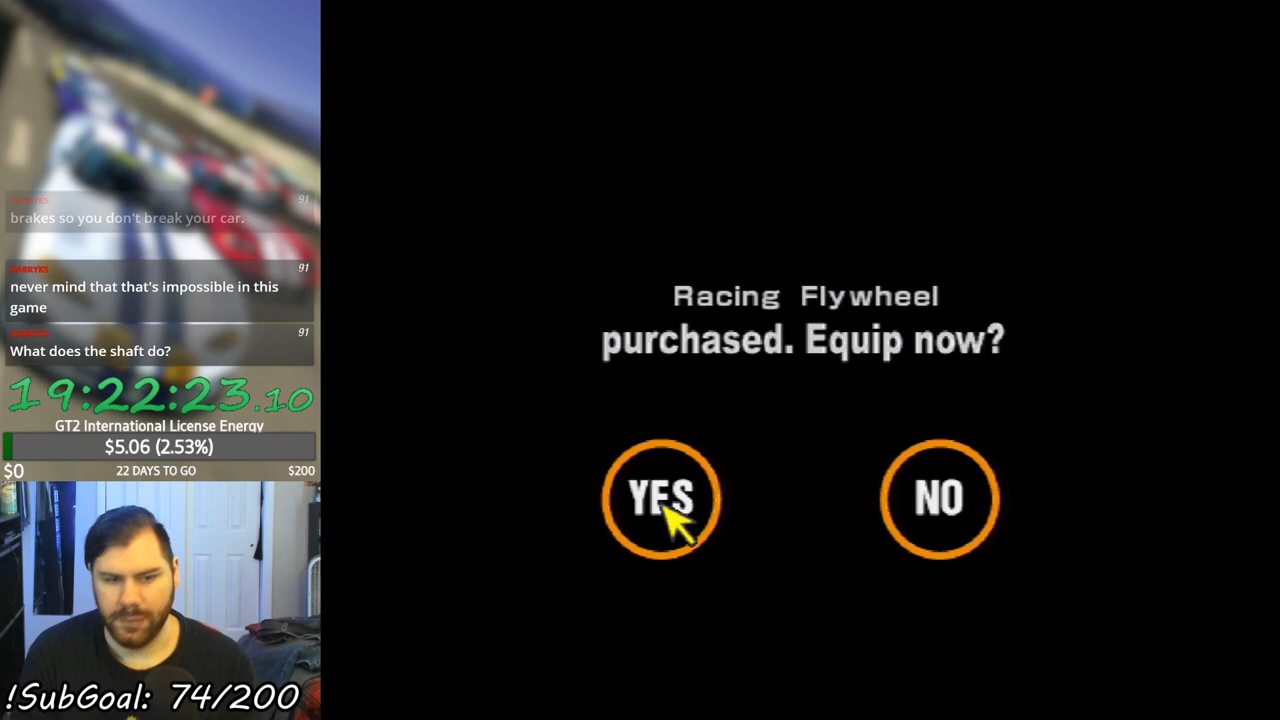 91
brakes so you don't break your car.
91
never mind that that's impossible in this
game
91
What does the shaft do?
19:22:23.10
GT2 International License Energy
$5.06 (2.53%)
$0 22 DAYS TO GO $200
!SubGoal: 74/200
Racing Flywheel
purchased. Equip now?
YES NO